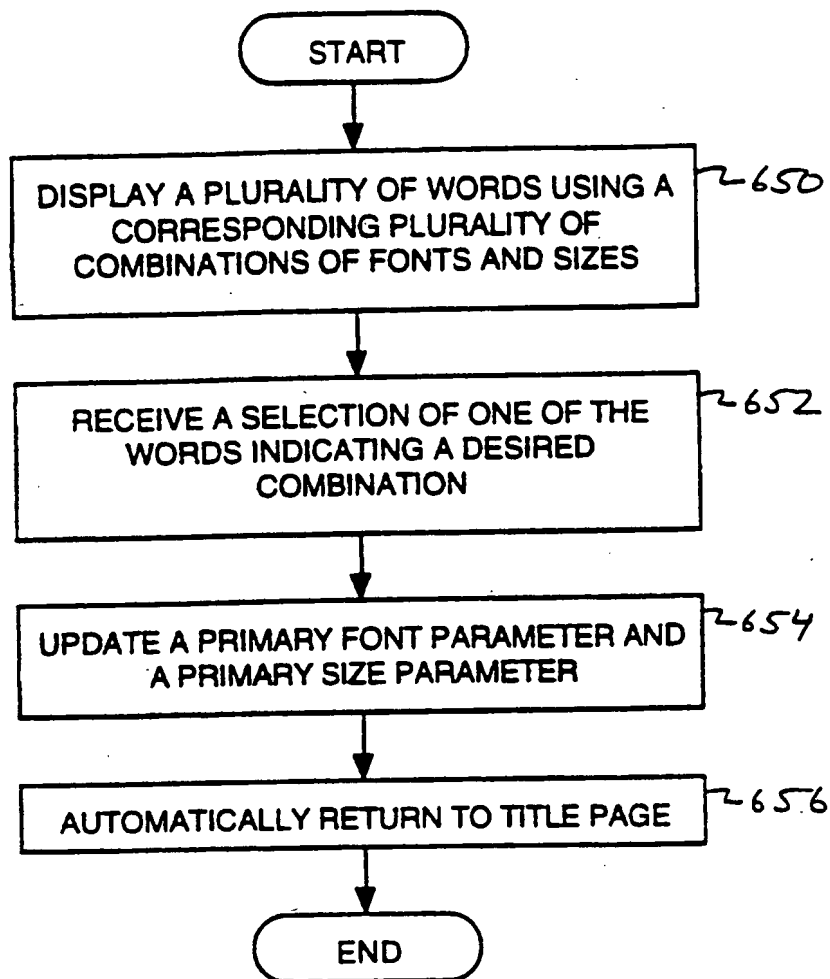 START
DISPLAY A PLURALITY OF WORDS USING A
CORRESPONDING PLURALITY OF
COMBINATIONS OF FONTS AND SIZES
650
RECEIVE A SELECTION OF ONE OF THE
WORDS INDICATING A DESIRED
COMBINATION
652
UPDATE A PRIMARY FONT PARAMETER AND
A PRIMARY SIZE PARAMETER
654
AUTOMATICALLY RETURN TO TITLE PAGE
656
END